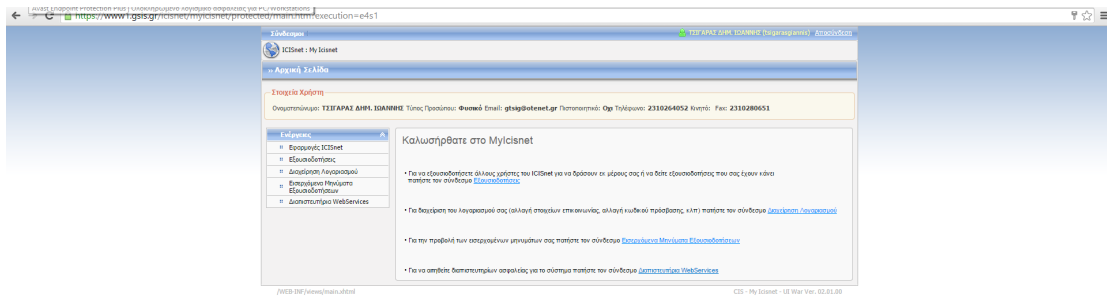 Avast Endpoint Protection Plus | Ολοκληρωμένο λογισμικό ασφαλείας για PC/Workstations
https://www1.gsis.gr/icisnet/myicisnet/protected/main.htm?execution=e4s1
Σύνδεσμοι
ΤΣΙΓΑΡΑΣ ΔΗΜ. ΙΩΑΝΝΗΣ Αποσύνδεση
ICISnet : My Icisnet
» Αρχική Σελίδα
Στοιχεία Χρήστη
Ονοματεπώνυμο: ΤΣΙΓΑΡΑΣ ΔΗΜ. ΙΩΑΝΝΗΣ Τύπος Προσώπου: Φυσικό Email: gtsig@otenet.gr Πιστοποιητικό: Όχι Τηλέφωνο: 2310264052 Κινητό: Fax: 2310280651
Ενέργειες
Εφαρμογές ICISnet
Εξουσιοδοτήσεις
Διαχείρηση Λογαριασμού
Εισερχόμενα Μηνύματα
Εξουσιοδοτήσεων
Διαπιστευτήρια WebServices
Καλωσήρθατε στο MyIcisnet
• Για να εξουσιοδοτήσετε άλλους χρήστες του ICISnet για να δράσουν εκ μέρους σας ή να δείτε εξουσιοδοτήσεις που σας έχουν κάνει
πατήστε τον σύνδεσμο Εξουσιοδοτήσεις
• Για διαχείριση του λογαριασμού σας (αλλαγή στοιχείων επικοινωνίας, αλλαγή κωδικού πρόσβασης, κλπ) πατήστε τον σύνδεσμο Διαχείρηση Λογαριασμού
• Για την προβολή των εισερχομένων μηνυμάτων σας πατήστε τον σύνδεσμο Εισερχόμενα Μηνύματα Εξουσιοδοτήσεων
• Για να αιτηθείτε διαπιστευτηρίων ασφαλείας για το σύστημα πατήστε τον σύνδεσμο Διαπιστευτήρια WebServices
/WEB-INF/views/main.xhtml
CIS - My Icisnet - UI War Ver. 02.01.00